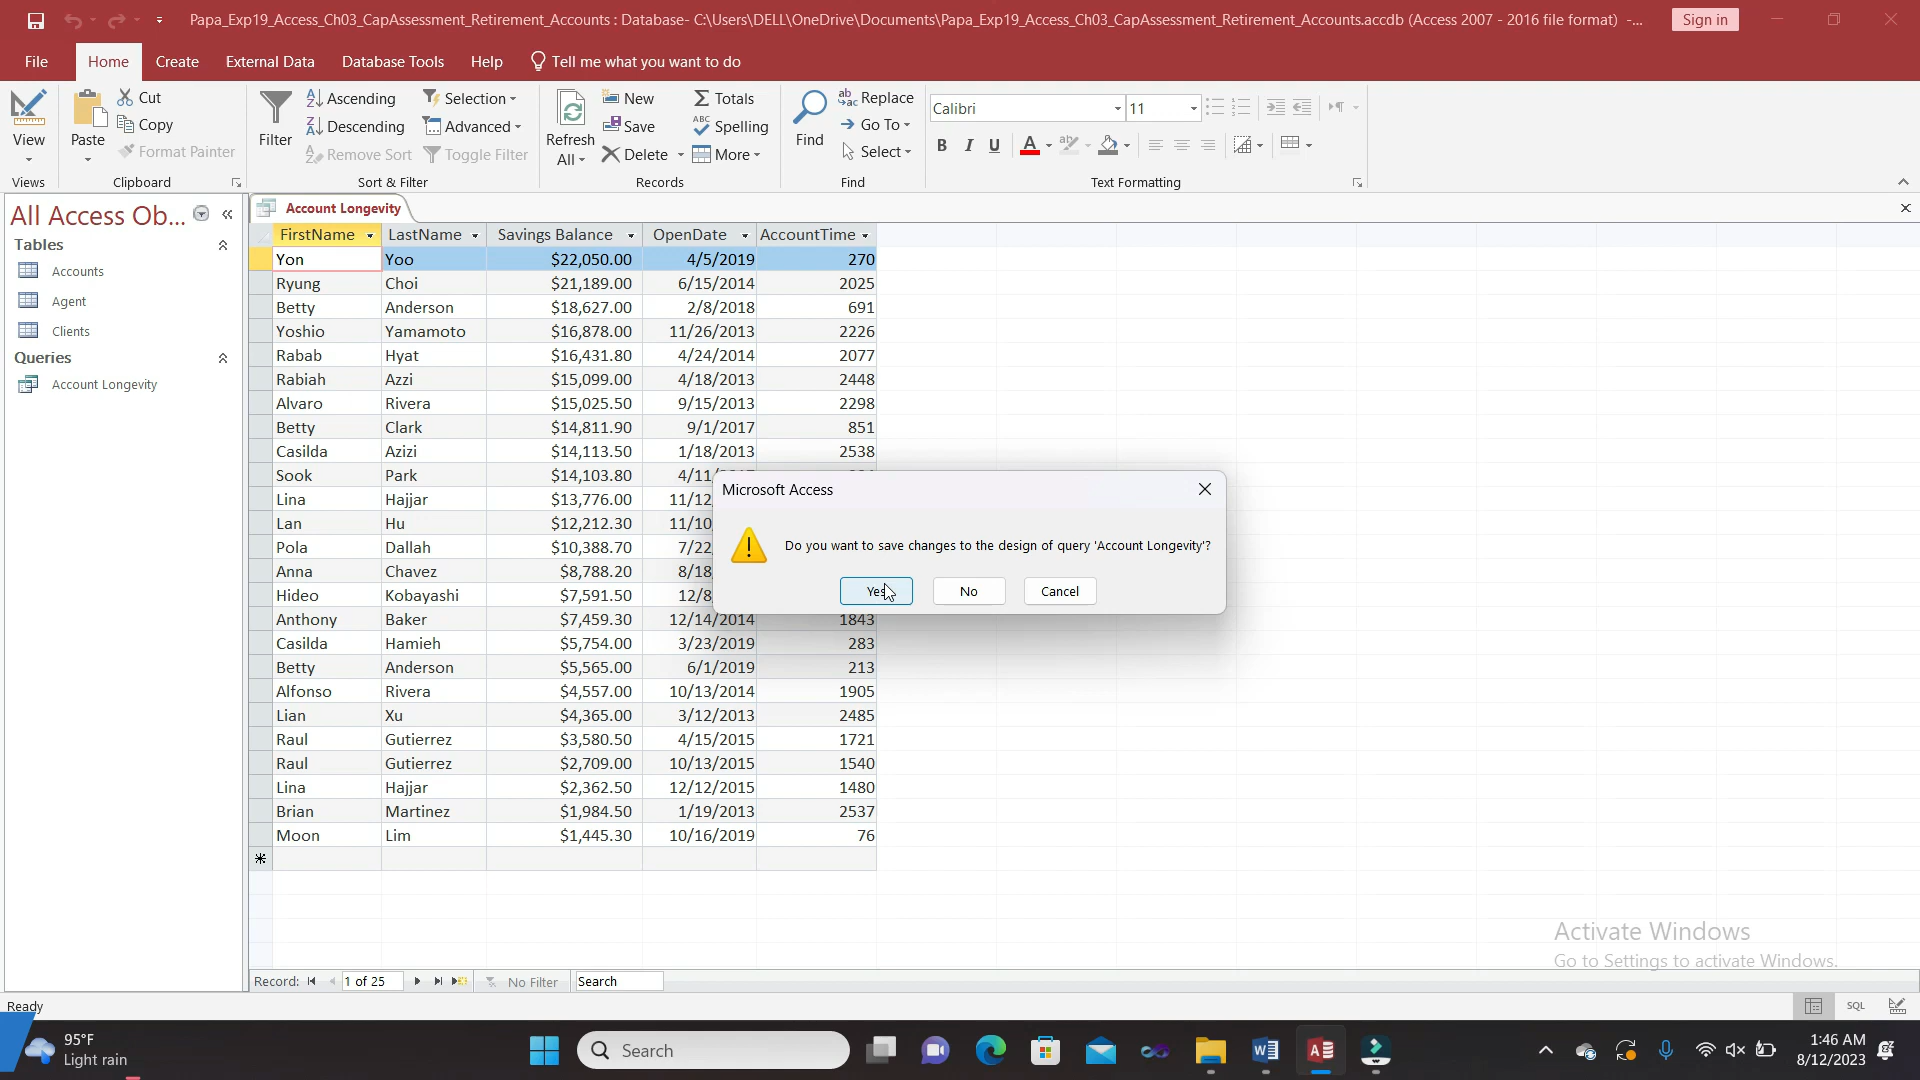 Papa_Exp19_Access_Ch03_CapAssessment_Retirement_Accounts : Database- C:\Users\DELL\OneDrive\Documents\Papa_Exp19_Access_Ch03_CapAssessment_Retirement_Accounts.accdb (Access 2007 - 2016 file format) -... Sign in
File Home Create External Data Database Tools Help Tell me what you want to do
View
Views
Paste
Cut
Copy
Format Painter
Clipboard
Filter
Ascending
Descending
Remove Sort
Selection
Advanced
Toggle Filter
Sort & Filter
Refresh
All
New
Save
Delete
Totals
Spelling
More
Records
Find
Replace
Go To
Select
Find
Calibri 11
B I U A
Text Formatting
All Access Ob...
Tables
Accounts
Agent
Clients
Queries
Account Longevity
Account Longevity
FirstName LastName Savings Balance OpenDate AccountTime
Yon Yoo $22,050.00 4/5/2019 270
Ryung Choi $21,189.00 6/15/2014 2025
Betty Anderson $18,627.00 2/8/2018 691
Yoshio Yamamoto $16,878.00 11/26/2013 2226
Rabab Hyat $16,431.80 4/24/2014 2077
Rabiah Azzi $15,099.00 4/18/2013 2448
Alvaro Rivera $15,025.50 9/15/2013 2298
Betty Clark $14,811.90 9/1/2017 851
Casilda Azizi $14,113.50 1/18/2013 2538
Sook Park $14,103.80 4/11/
Lina Hajjar $13,776.00 11/12
Lan Hu $12,212.30 11/10
Pola Dallah $10,388.70 7/22
Anna Chavez $8,788.20 8/18
Hideo Kobayashi $7,591.50 12/8
Anthony Baker $7,459.30 12/14/2014 1843
Casilda Hamieh $5,754.00 3/23/2019 283
Betty Anderson $5,565.00 6/1/2019 213
Alfonso Rivera $4,557.00 10/13/2014 1905
Lian Xu $4,365.00 3/12/2013 2485
Raul Gutierrez $3,580.50 4/15/2015 1721
Raul Gutierrez $2,709.00 10/13/2015 1540
Lina Hajjar $2,362.50 12/12/2015 1480
Brian Martinez $1,984.50 1/19/2013 2537
Moon Lim $1,445.30 10/16/2019 76
Microsoft Access
Do you want to save changes to the design of query 'Account Longevity'?
Yes No Cancel
Activate Windows
Go to Settings to activate Windows.
Record: 1 of 25 No Filter Search
Ready
SQL
95°F
Light rain
Search
1:46 AM
8/12/2023